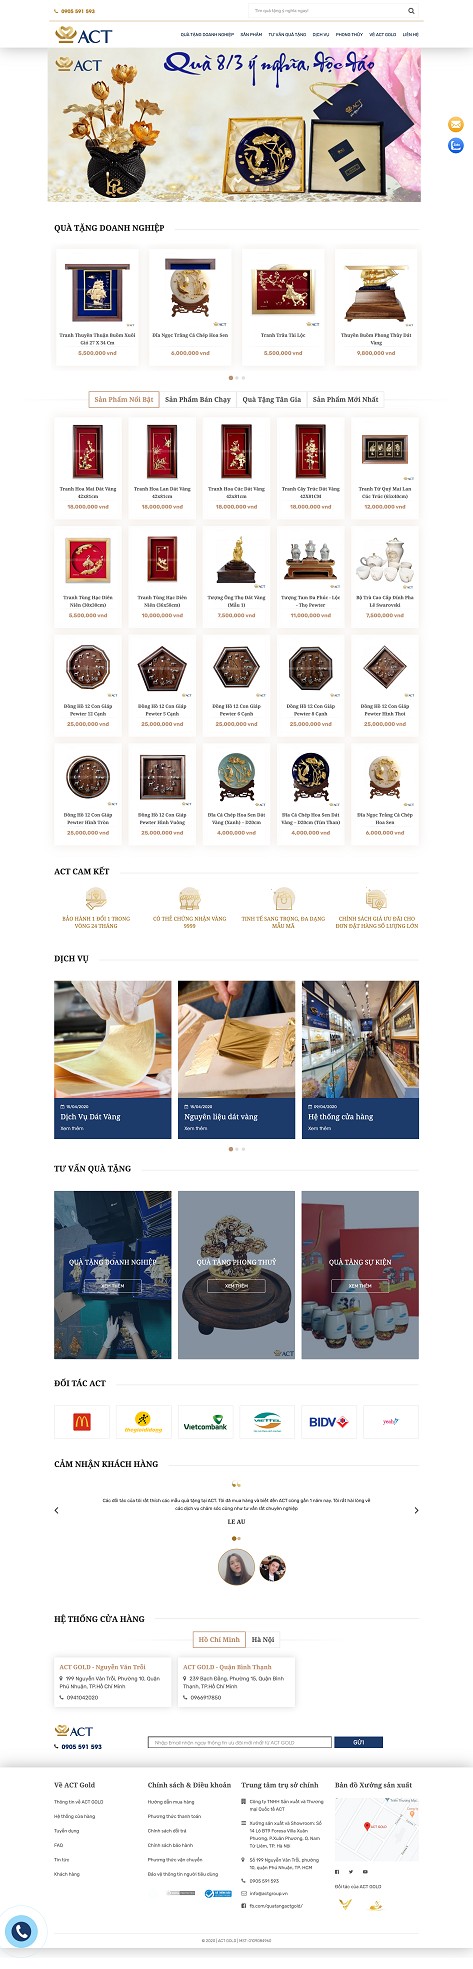 0905 591 593
Tìm quà tặng ý nghĩa ngay!
ACT
QUÀ TẶNG DOANH NGHIỆP SẢN PHẨM TƯ VẤN QUÀ TẶNG DỊCH VỤ PHONG THỦY VỀ ACT GOLD LIÊN HỆ
ACT
Quà 8/3 ý nghĩa, độc đáo
QUÀ TẶNG DOANH NGHIỆP
Tranh Thuyền Thuận Buồm Xuôi Gió 27 X 34 Cm
5,500,000 vnđ
Đĩa Ngọc Trắng Cá Chép Hoa Sen
6,000,000 vnđ
Tranh Trâu Tài Lộc
5,500,000 vnđ
Thuyền Buồm Phong Thủy Dát Vàng
9,800,000 vnđ
Sản Phẩm Nổi Bật Sản Phẩm Bán Chạy Quà Tặng Tân Gia Sản Phẩm Mới Nhất
Tranh Hoa Mai Dát Vàng 42x81cm
18,000,000 vnđ
Tranh Hoa Lan Dát Vàng 42x81cm
18,000,000 vnđ
Tranh Hoa Cúc Dát Vàng 42x81cm
18,000,000 vnđ
Tranh Cây Trúc Dát Vàng 42X81CM
18,000,000 vnđ
Tranh Tứ Quý Mai Lan Cúc Trúc (61x40cm)
12,000,000 vnđ
Tranh Tùng Hạc Diên Niên (30x30cm)
5,500,000 vnđ
Tranh Tùng Hạc Diên Niên (36x58cm)
10,000,000 vnđ
Tượng Ông Thọ Dát Vàng (Mẫu 1)
7,500,000 vnđ
Tượng Tam Đa Phúc - Lộc - Thọ Pewter
11,000,000 vnđ
Bộ Trà Cao Cấp Đính Pha Lê Swarovski
7,500,000 vnđ
Đồng Hồ 12 Con Giáp Pewter 12 Cạnh
25,000,000 vnđ
Đồng Hồ 12 Con Giáp Pewter 5 Cạnh
25,000,000 vnđ
Đồng Hồ 12 Con Giáp Pewter 6 Cạnh
25,000,000 vnđ
Đồng Hồ 12 Con Giáp Pewter 8 Cạnh
25,000,000 vnđ
Đồng Hồ 12 Con Giáp Pewter Hình Thoi
25,000,000 vnđ
Đồng Hồ 12 Con Giáp Pewter Hình Tròn
25,000,000 vnđ
Đồng Hồ 12 Con Giáp Pewter Hình Vuông
25,000,000 vnđ
Đĩa Cá Chép Hoa Sen Dát Vàng (Xanh) – D20cm
4,000,000 vnđ
Đĩa Cá Chép Hoa Sen Dát Vàng – D20cm (Tím Than)
4,000,000 vnđ
Đĩa Ngọc Trắng Cá Chép Hoa Sen
6,000,000 vnđ
ACT CAM KẾT
BẢO HÀNH 1 ĐỔI 1 TRONG VÒNG 24 THÁNG
CÓ THẺ CHỨNG NHẬN VÀNG 9999
TINH TẾ SANG TRỌNG, ĐA DẠNG MẪU MÃ
CHÍNH SÁCH GIÁ ƯU ĐÃI CHO ĐƠN ĐẶT HÀNG SỐ LƯỢNG LỚN
DỊCH VỤ
15/04/2020
Dịch Vụ Dát Vàng
Xem thêm
15/04/2020
Nguyên liệu dát vàng
Xem thêm
09/04/2020
Hệ thống cửa hàng
Xem thêm
TƯ VẤN QUÀ TẶNG
QUÀ TẶNG DOANH NGHIỆP
XEM THÊM
QUÀ TẶNG PHONG THUỶ
XEM THÊM
QUÀ TẶNG SỰ KIỆN
XEM THÊM
ĐỐI TÁC ACT
thegioididong
Vietcombank
VIETTEL
BIDV
yeah1
CẢM NHẬN KHÁCH HÀNG
Các đối tác của tôi rất thích các mẫu quà tặng tại ACT. Tôi đã mua hàng và biết đến ACT cũng gần 1 năm nay. Tôi rất hài lòng về
các dịch vụ chăm sóc cũng như tư vấn rất chuyên nghiệp
LE AU
HỆ THỐNG CỬA HÀNG
Hồ Chí Minh Hà Nội
ACT GOLD - Nguyễn Văn Trỗi
199 Nguyễn Văn Trỗi, Phường 10, Quận Phú Nhuận, TP.Hồ Chí Minh
0941042020
ACT GOLD - Quận Bình Thạnh
239 Bạch Đằng, Phường 15, Quận Bình Thạnh, TP.Hồ Chí Minh
0966917850
ACT
0905 591 593
Nhập Email nhận ngay thông tin ưu đãi mới nhất từ ACT GOLD
GỬI
Về ACT Gold
Thông tin về ACT GOLD
Hệ thống cửa hàng
Tuyển dụng
FAQ
Tin tức
Khách hàng
Chính sách & Điều khoản
Hướng dẫn mua hàng
Phương thức thanh toán
Chính sách đổi trả
Chính sách bảo hành
Phương thức vận chuyển
Bảo vệ thông tin người tiêu dùng
Trung tâm trụ sở chính
Công ty TNHH Sản xuất và Thương mại Quốc tế ACT
Xưởng sản xuất và Showroom: Số 14 Lô BT9 Foresa Villa Xuân Phương, P.Xuân Phương, Q. Nam Từ Liêm, TP. Hà Nội
Số 199 Nguyễn Văn Trỗi, phường 10, quận Phú Nhuận, TP. HCM
0905 591 593
info@actgroup.vn
fb.com/quatangactgold/
Bản đồ Xưởng sản xuất
ACT GOLD
Đối tác của ACT GOLD
© 2020 | ACT GOLD | MST: 0109084960